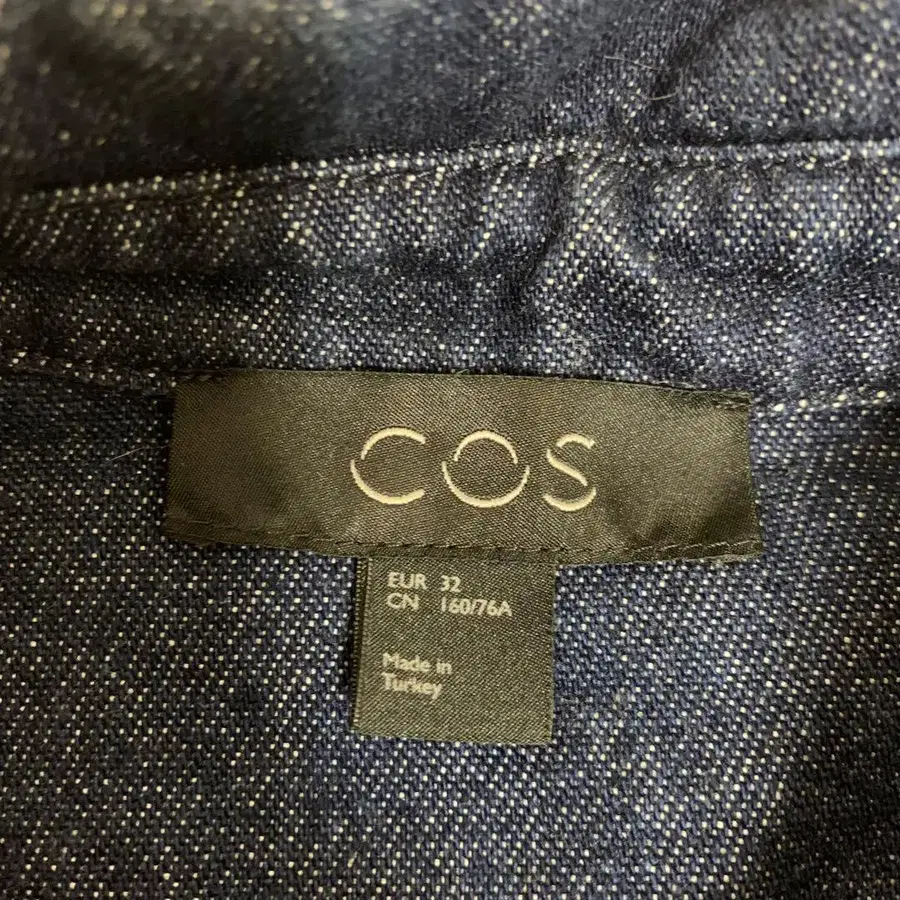 COS
EUR 32
CN 160/76A
Made in
Turkey